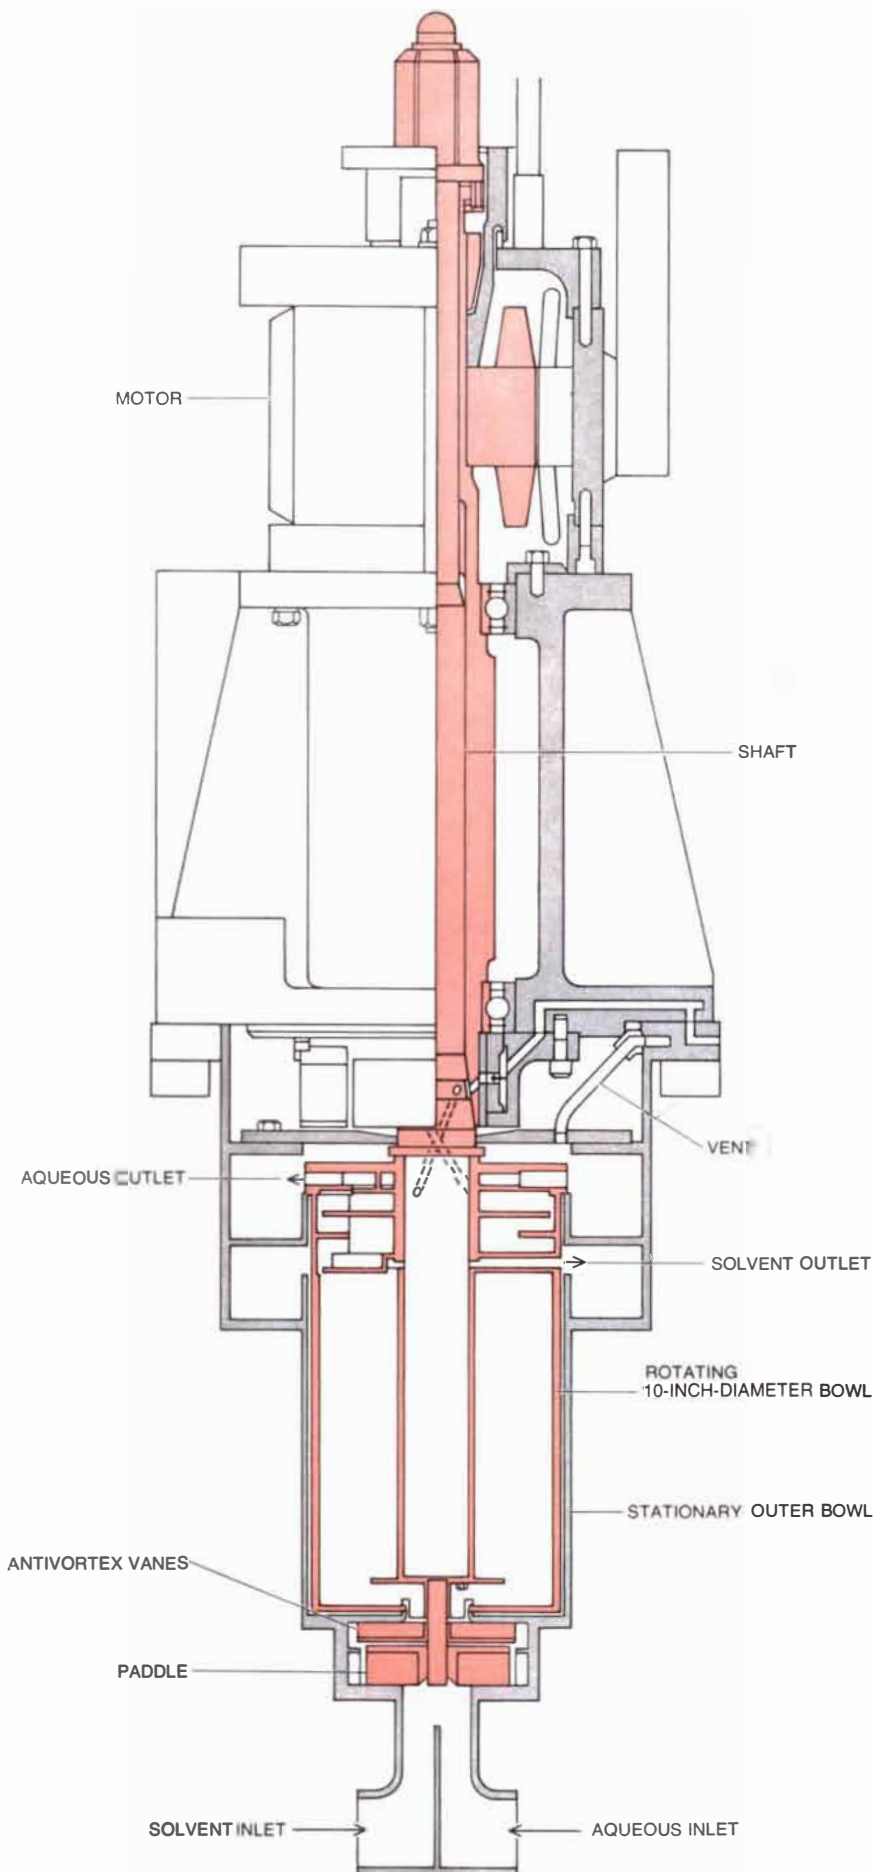 MOTOR
SHAFT
VENT
AQUEOUS CUTLET
SOLVENT OUTLET
ROTATING
10-INCH-DIAMETER BOWL
STATIONARY OUTER BOWL
ANTIVORTEX VANES
PADDLE
SOLVENT INLET
AQUEOUS INLET